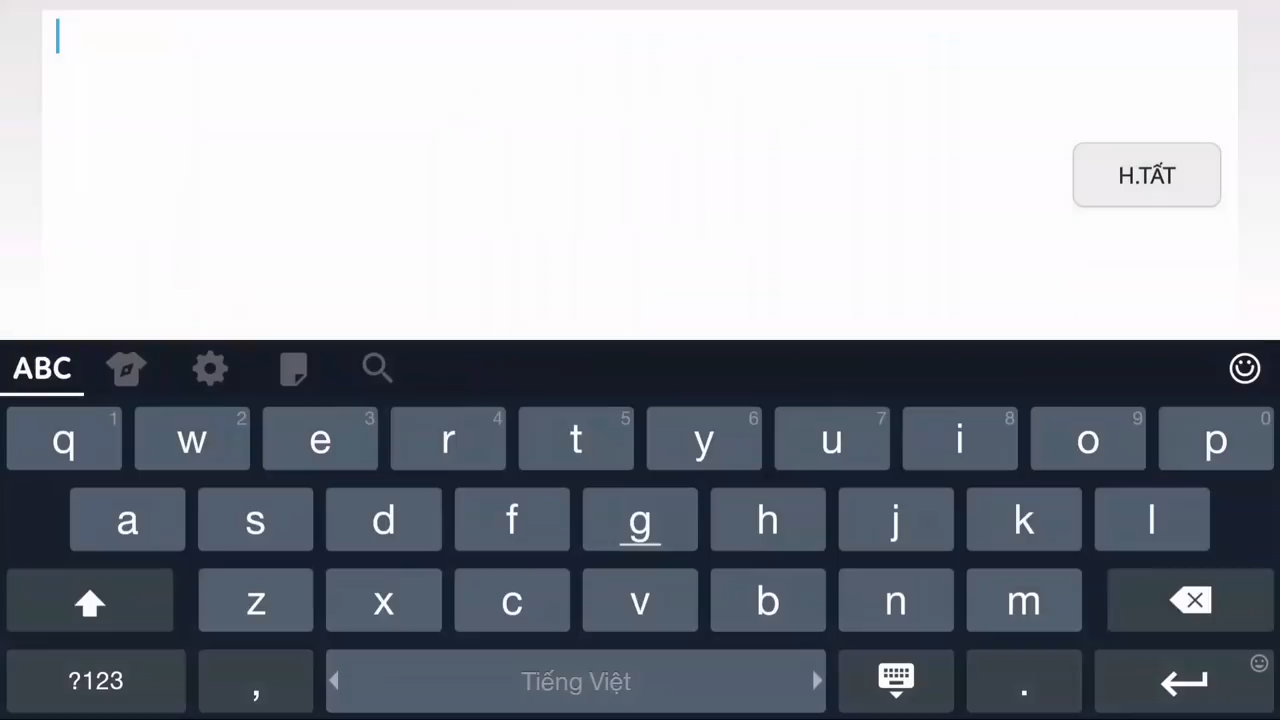 H.TẤT
ABC
q 1 w 2 e 3 r 4 t 5 y 6 u 7 i 8 o 9 p 0
a s d f g h j k l
z x c v b n m
?123 , Tiếng Việt .